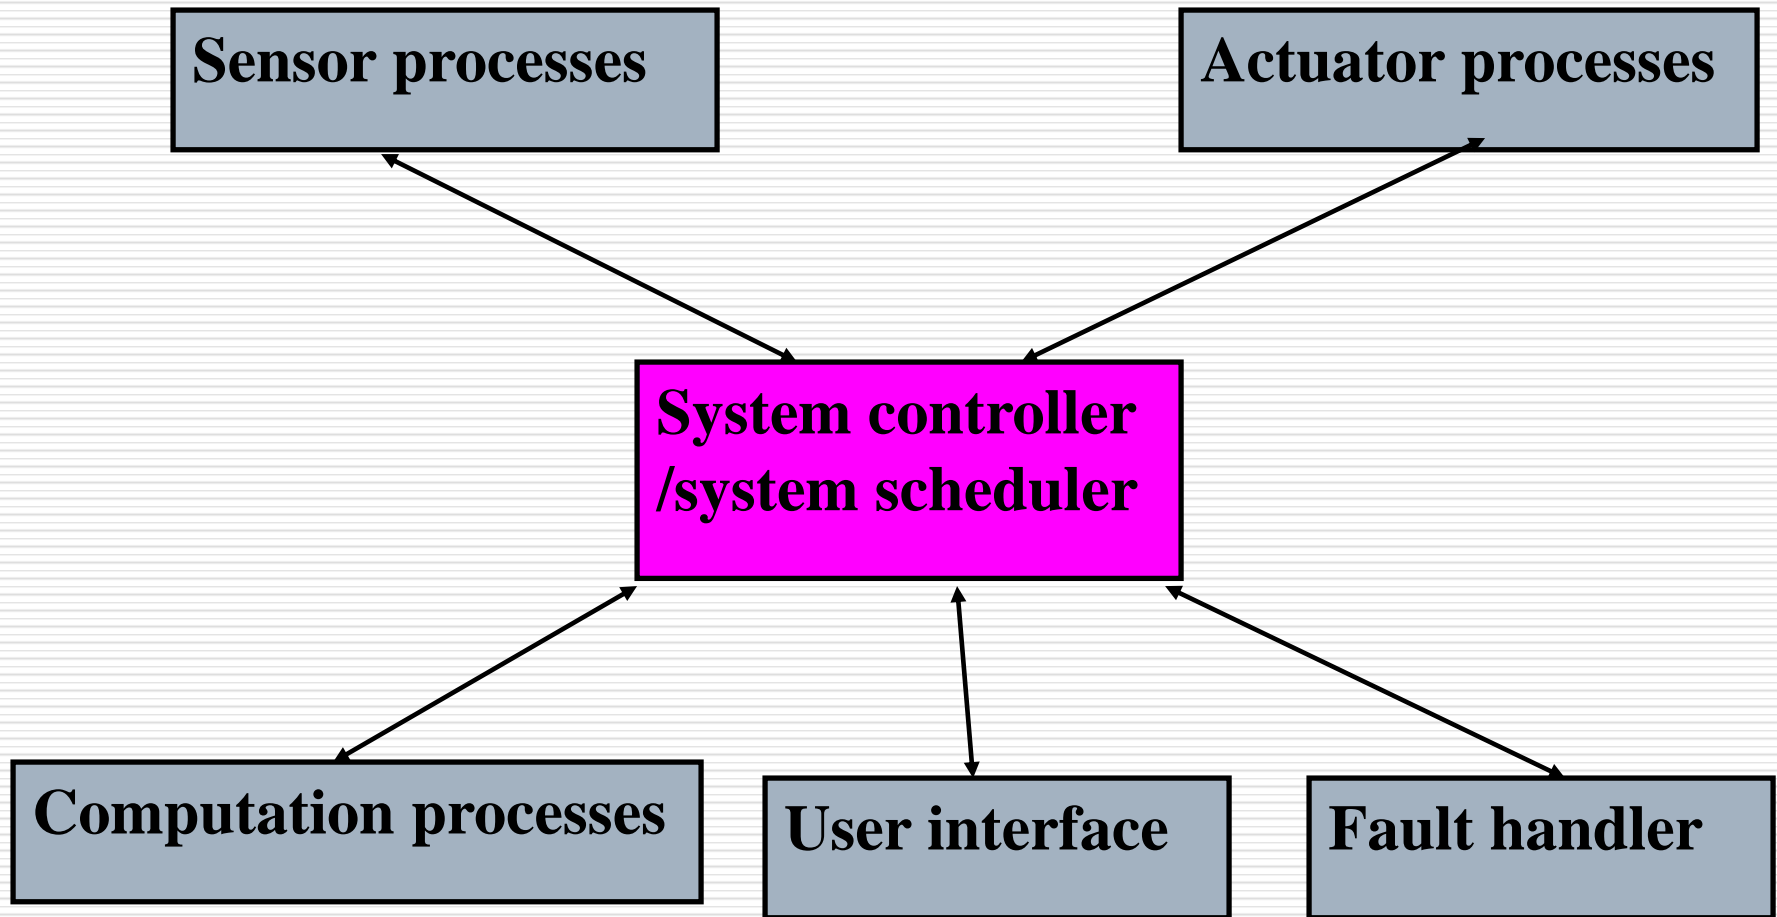 Sensor processes
Actuator processes
System controller
/system scheduler
Computation processes
User interface
Fault handler